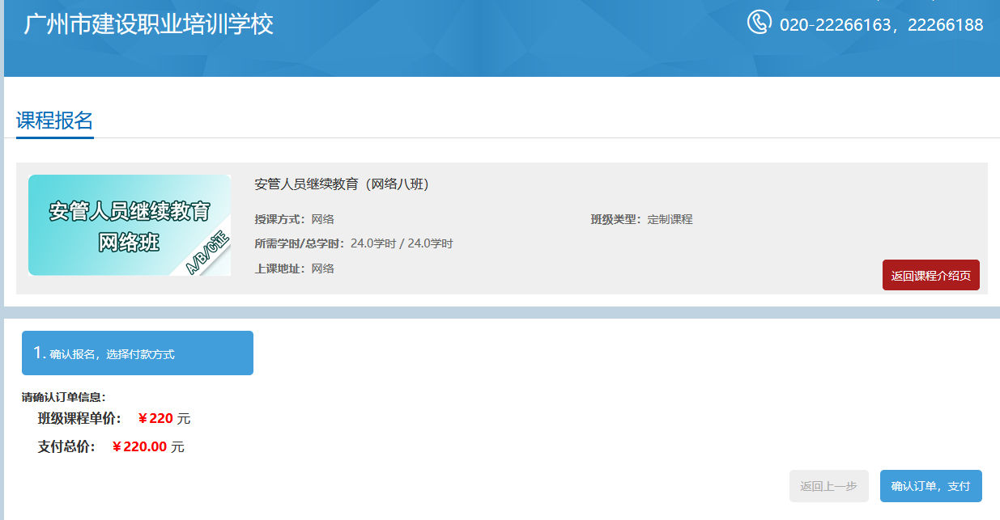 广州市建设职业培训学校
020-22266163，22266188
课程报名
安管人员继续教育
网络班
A/B/C证
安管人员继续教育（网络八班）
授课方式：网络
班级类型：定制课程
所需学时/总学时：24.0学时 / 24.0学时
上课地址：网络
返回课程介绍页
1. 确认报名，选择付款方式
请确认订单信息：
班级课程单价： ￥220 元
支付总价： ￥220.00 元
返回上一步
确认订单，支付